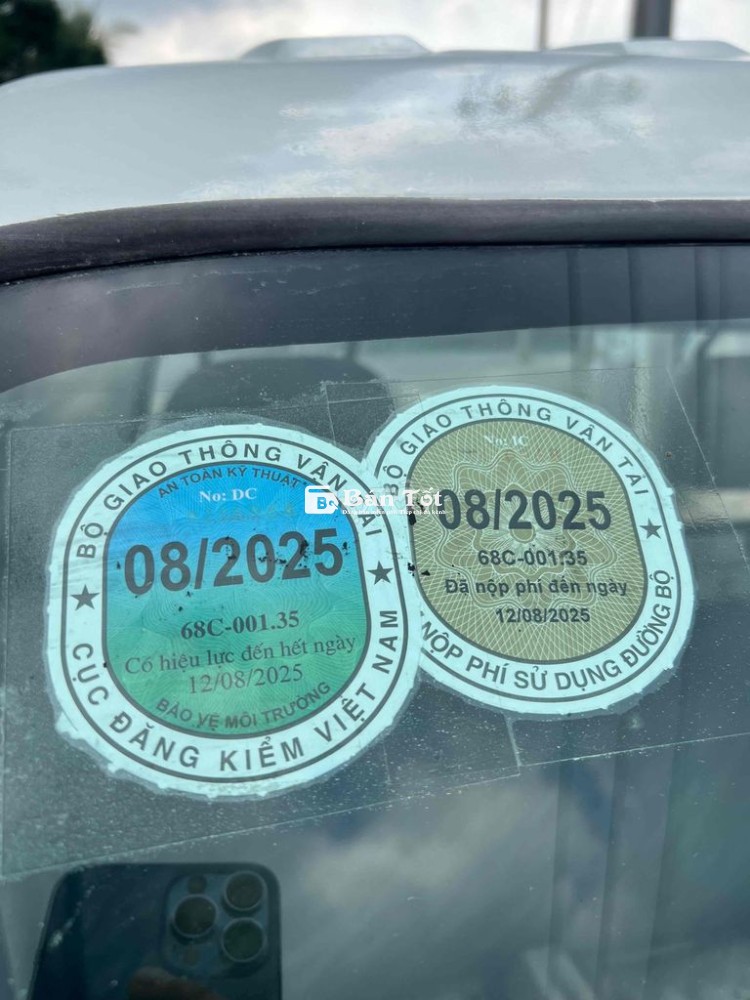 BỘ GIAO THÔNG VẬN TẢI
AN TOÀN KỸ THUẬT
No: DC
08/2025
68C-001.35
Có hiệu lực đến hết ngày
12/08/2025
BẢO VỆ MÔI TRƯỜNG
CỤC ĐĂNG KIỂM VIỆT NAM
BỘ GIAO THÔNG VẬN TẢI
08/2025
68C-001.35
Đã nộp phí đến ngày
12/08/2025
NỘP PHÍ SỬ DỤNG ĐƯỜNG BỘ
Bán Tốt